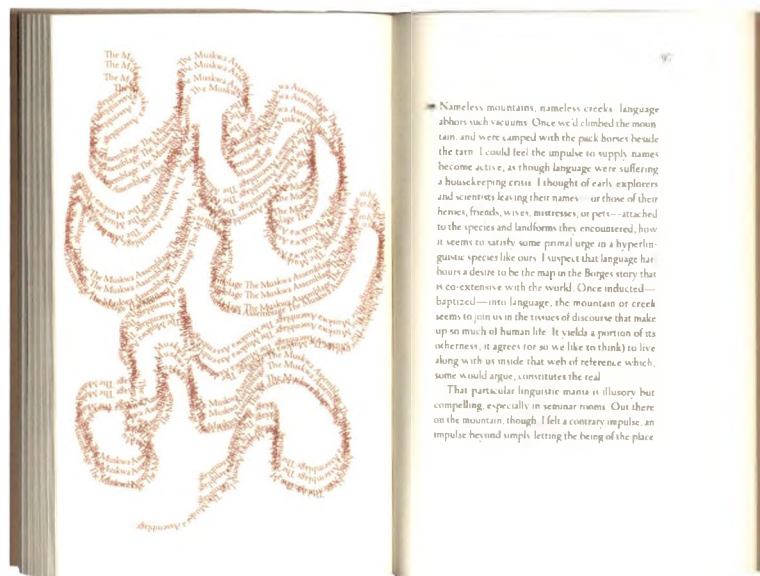 The Muskwa Assemblage
Nameless mountains, nameless creeks language
abhors such vacuums. Once we'd climbed the moun
tain, and were camped with the pack horses beside
the tarn I could feel the impulse to supply names
become active, as though language were suffering
a housekeeping crisis I thought of early explorers
and scientists leaving their names or those of their
heroes, friends, wives, mistresses, or pets--attached
to the species and landforms they encountered, how
it seems to satisfy some primal urge in a hyperlin-
guistic species like ours I suspect that language har
bours a desire to be the map in the Borges story that
is co-extensive with the world. Once inducted—
baptized—into language, the mountain or creek
seems to join us in the tissues of discourse that make
up so much of human life It yields a portion of its
otherness, it agrees (or so we like to think) to live
along with us inside that web of reference which,
some would argue, constitutes the real
That particular linguistic mania is illusory but
compelling, especially in seminar rooms. Out there
on the mountain, though I felt a contrary impulse, an
impulse beyond simply letting the being of the place